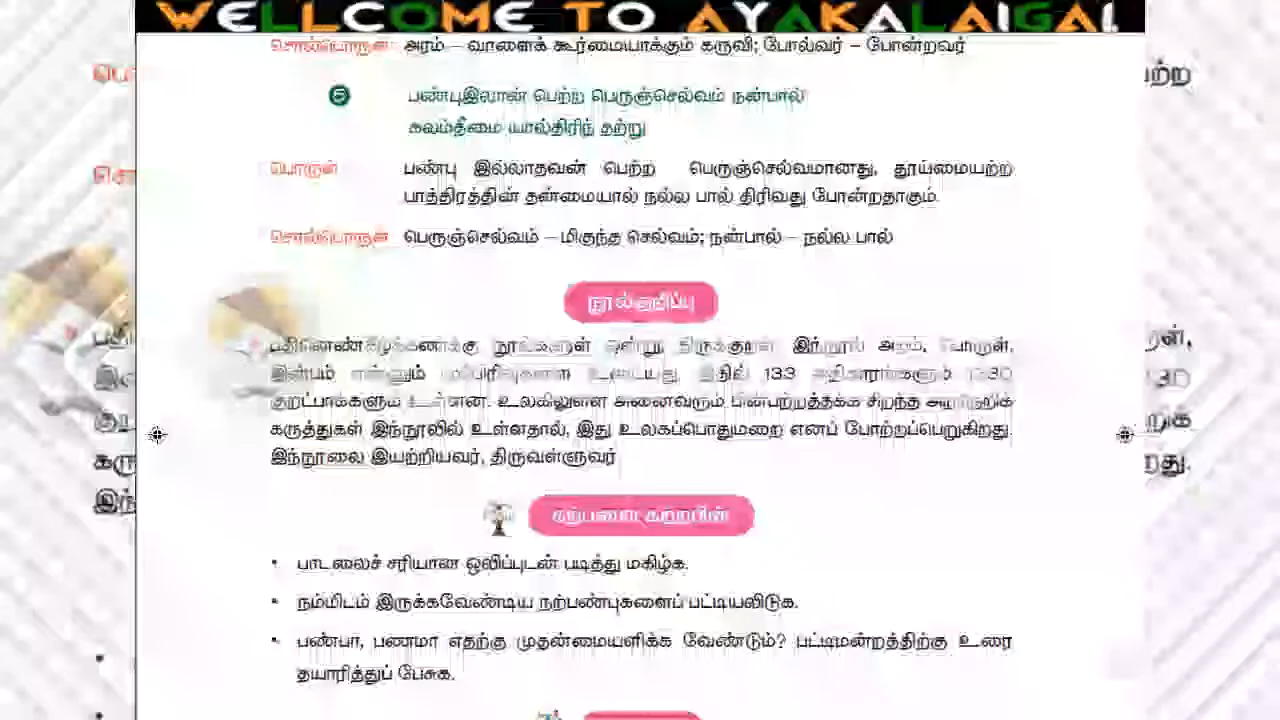 WELLCOME TO AYAKALAIGAL
சொல்பொருள் அரம் – வாளைக் கூர்மையாக்கும் கருவி; போல்வர் – போன்றவர்
பண்புஇலான் பெற்ற பெருஞ்செல்வம் நன்பால்
கலம்தீமை யால்திரிந் தற்று
பொருள் பண்பு இல்லாதவன் பெற்ற பெருஞ்செல்வமானது, தூய்மையற்ற
பாத்திரத்தின் தன்மையால் நல்ல பால் திரிவது போன்றதாகும்.
சொல்பொருள் பெருஞ்செல்வம் – மிகுந்த செல்வம்; நன்பால் – நல்ல பால்
நூல்குறிப்பு
பதினெண்கீழ்க்கணக்கு நூல்களுள் ஒன்று, திருக்குறள். இந்நூல் அறம், பொருள்,
இன்பம் என்னும் முப்பிரிவுகளை உடையது. இதில் 133 அதிகாரங்களும் 1330
குறட்பாக்களும் உள்ளன. உலகிலுள்ள அனைவரும் பின்பற்றத்தக்க சிறந்த அறநெறிக்
கருத்துகள் இந்நூலில் உள்ளதால், இது உலகப்பொதுமறை எனப் போற்றப்பெறுகிறது.
இந்நூலை இயற்றியவர், திருவள்ளுவர்
கற்பவை கற்றபின்
• பாடலைச் சரியான ஒலிப்புடன் படித்து மகிழ்க.
• நம்மிடம் இருக்கவேண்டிய நற்பண்புகளைப் பட்டியலிடுக.
• பண்பா, பணமா எதற்கு முதன்மையளிக்க வேண்டும்? பட்டிமன்றத்திற்கு உரை
தயாரித்துப் பேசுக.